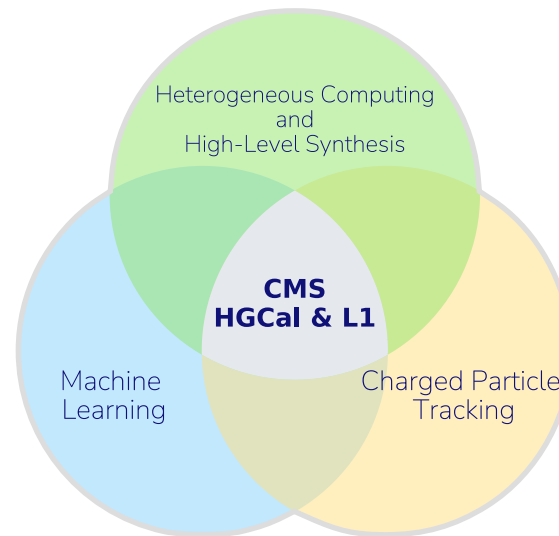 Heterogeneous Computing
and
High-Level Synthesis
CMS
HGCal & L1
Machine
Learning
Charged Particle
Tracking